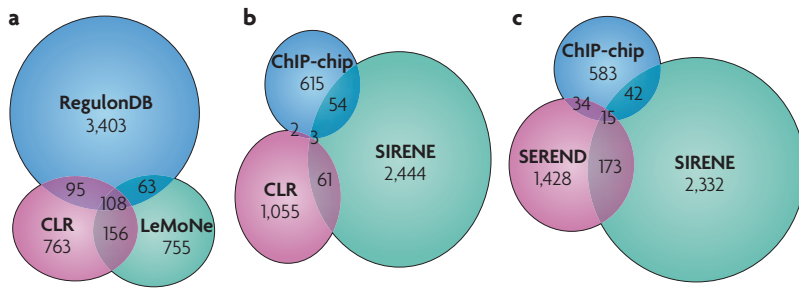 a
RegulonDB
3,403
95
63
108
CLR
763
156
LeMoNe
755
b
ChIP-chip
615
54
2
3
SIRENE
2,444
CLR
1,055
61
c
ChIP-chip
583
42
34
15
SEREND
1,428
173
SIRENE
2,332